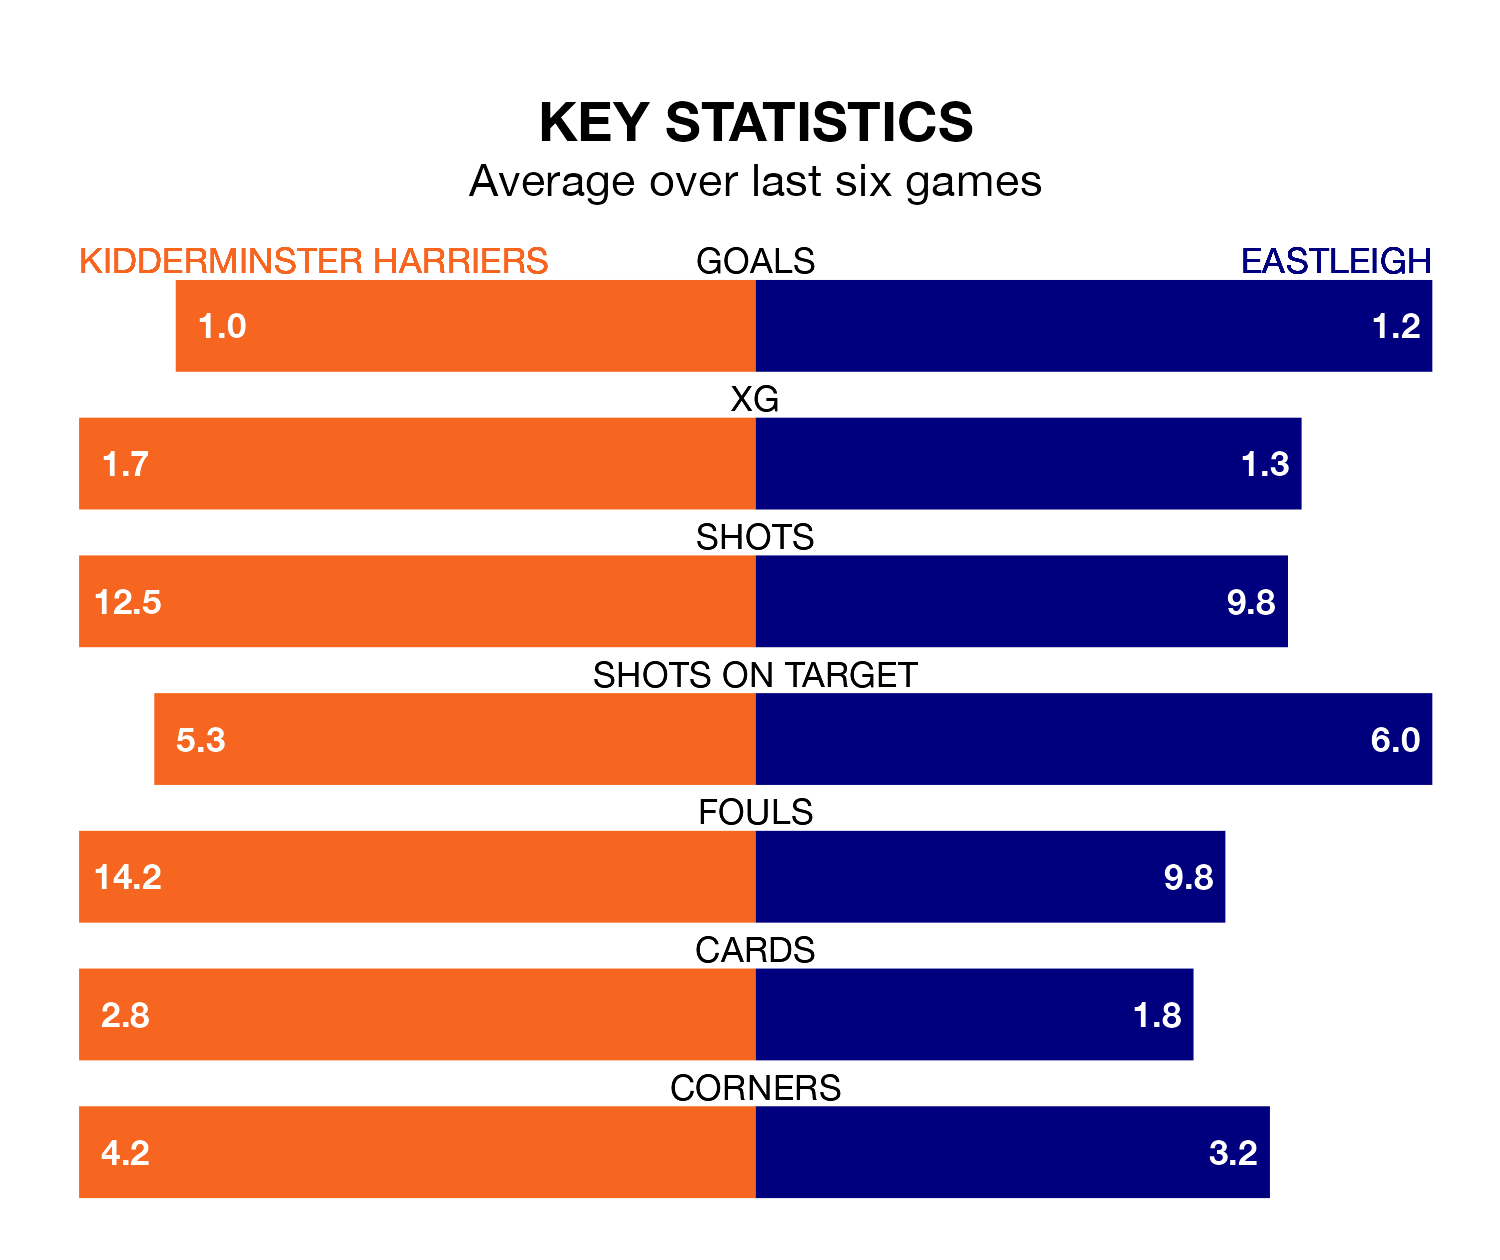 KEY STATISTICS
Average over last six games
KIDDERMINSTER HARRIERS GOALS EASTLEIGH
1.0 1.2
XG
1.7 1.3
SHOTS
12.5 9.8
SHOTS ON TARGET
5.3 6.0
FOULS
14.2 9.8
CARDS
2.8 1.8
CORNERS
4.2 3.2